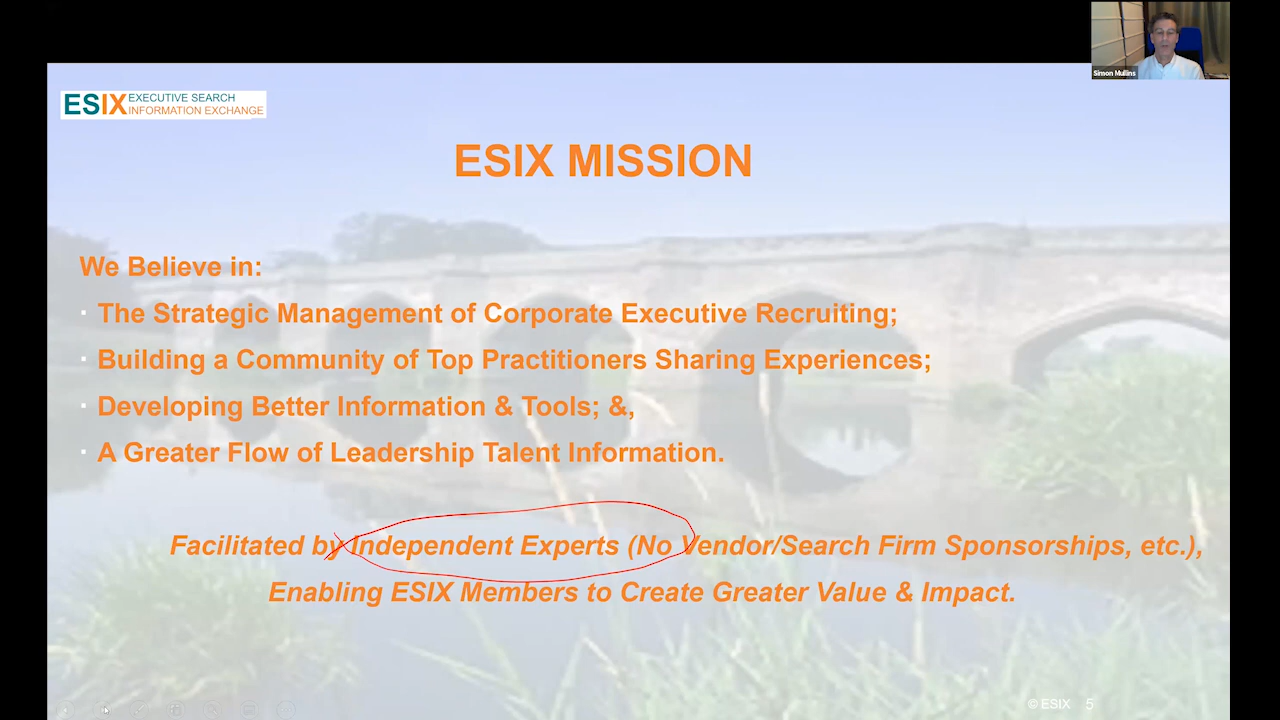 Simon Mullins
ESIX EXECUTIVE SEARCH
INFORMATION EXCHANGE
ESIX MISSION
We Believe in:
· The Strategic Management of Corporate Executive Recruiting;
· Building a Community of Top Practitioners Sharing Experiences;
· Developing Better Information & Tools; &,
· A Greater Flow of Leadership Talent Information.
Facilitated by Independent Experts (No Vendor/Search Firm Sponsorships, etc.),
Enabling ESIX Members to Create Greater Value & Impact.
© ESIX 5